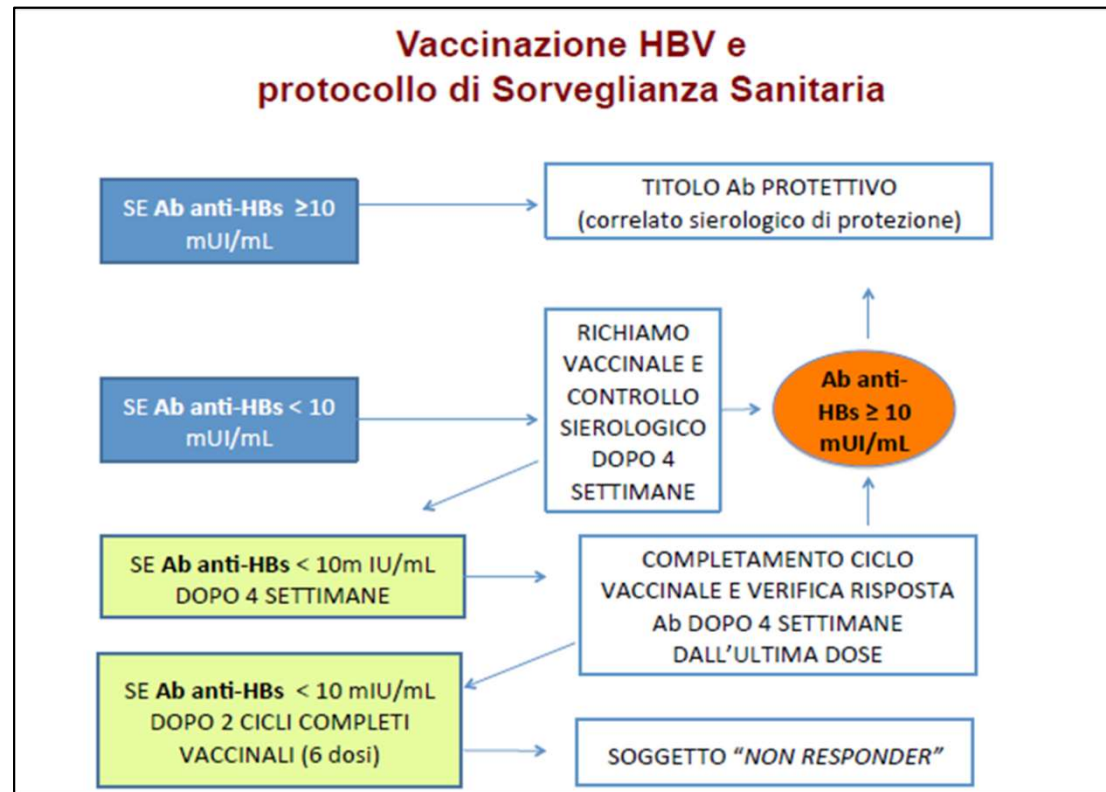 Vaccinazione HBV e
protocollo di Sorveglianza Sanitaria
SE Ab anti-HBs ≥10
mUI/mL
TITOLO Ab PROTETTIVO
(correlato sierologico di protezione)
SE Ab anti-HBs < 10
mUI/mL
RICHIAMO
VACCINALE E
CONTROLLO
SIEROLOGICO
DOPO 4
SETTIMANE
Ab anti-
HBs ≥ 10
mUI/mL
SE Ab anti-HBs < 10m IU/mL
DOPO 4 SETTIMANE
COMPLETAMENTO CICLO
VACCINALE E VERIFICA RISPOSTA
Ab DOPO 4 SETTIMANE
DALL'ULTIMA DOSE
SE Ab anti-HBs < 10 mIU/mL
DOPO 2 CICLI COMPLETI
VACCINALI (6 dosi)
SOGGETTO "NON RESPONDER"